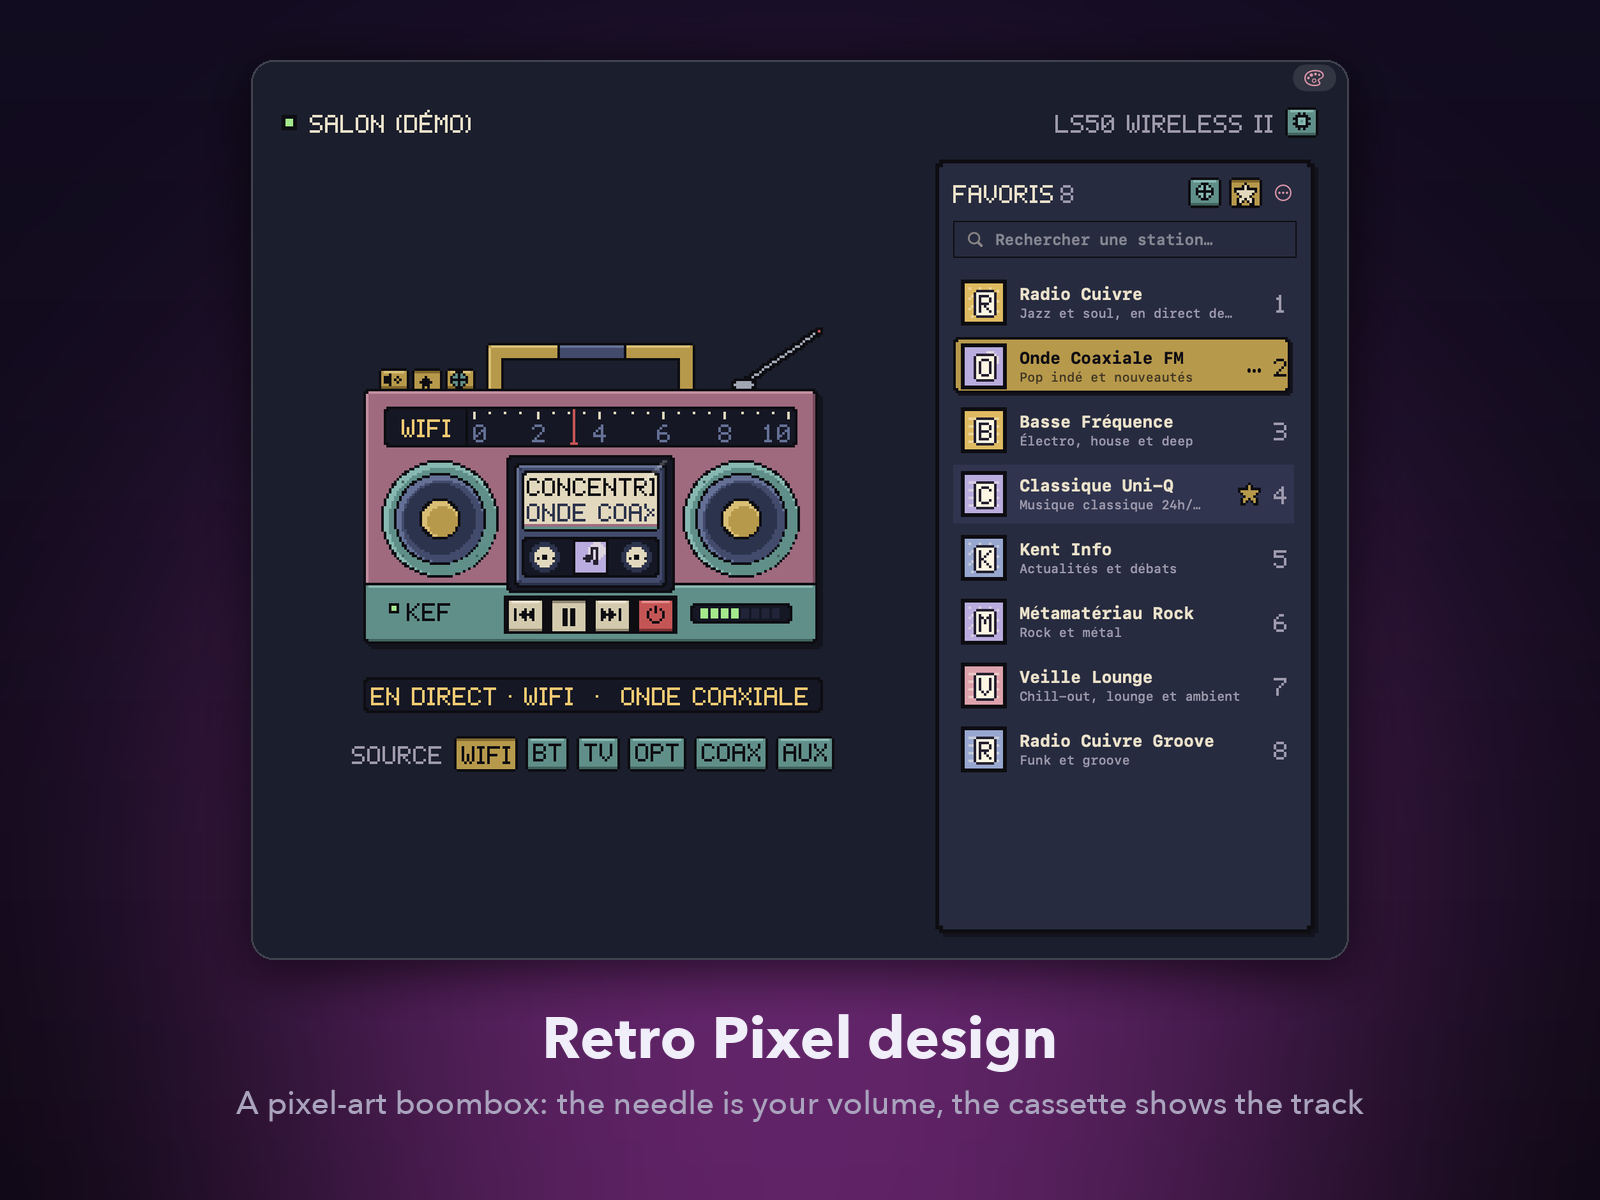 SALON (DÉMO)
LS50 WIRELESS II
FAVORIS 8
Rechercher une station…
Radio Cuivre
Jazz et soul, en direct de…
1
Onde Coaxiale FM
Pop indé et nouveautés
… 2
Basse Fréquence
Électro, house et deep
3
Classique Uni-Q
Musique classique 24h/…
4
Kent Info
Actualités et débats
5
Métamatériau Rock
Rock et métal
6
Veille Lounge
Chill-out, lounge et ambient
7
Radio Cuivre Groove
Funk et groove
8
R
O
B
C
K
M
V
R
WIFI 0 2 4 6 8 10
CONCENTRI
ONDE COAX
KEF
EN DIRECT · WIFI · ONDE COAXIALE
SOURCE WIFI BT TV OPT COAX AUX
Retro Pixel design
A pixel-art boombox: the needle is your volume, the cassette shows the track